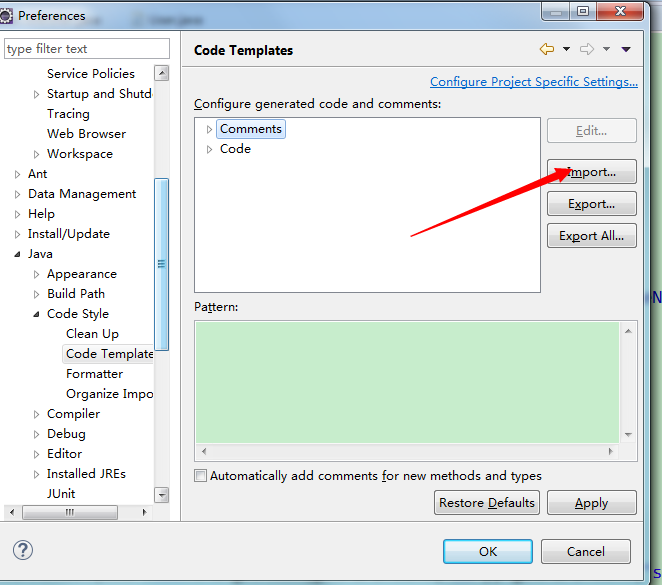 Preferences
type filter text
Service Policies
Startup and Shutd
Tracing
Web Browser
Workspace
Ant
Data Management
Help
Install/Update
Java
Appearance
Build Path
Code Style
Clean Up
Code Template
Formatter
Organize Impo
Compiler
Debug
Editor
Installed JREs
JUnit
Code Templates
Configure Project Specific Settings...
Configure generated code and comments:
Comments
Code
Edit...
Import...
Export...
Export All...
Pattern:
Automatically add comments for new methods and types
Restore Defaults
Apply
?
OK
Cancel
N
s